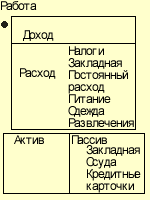 Работа
Доход
Налоги
Закладная
Расход
Постоянный
расход
Питание
Одежда
Развлечения
Актив
Пассив
Закладная
Ссуда
Кредитные
карточки